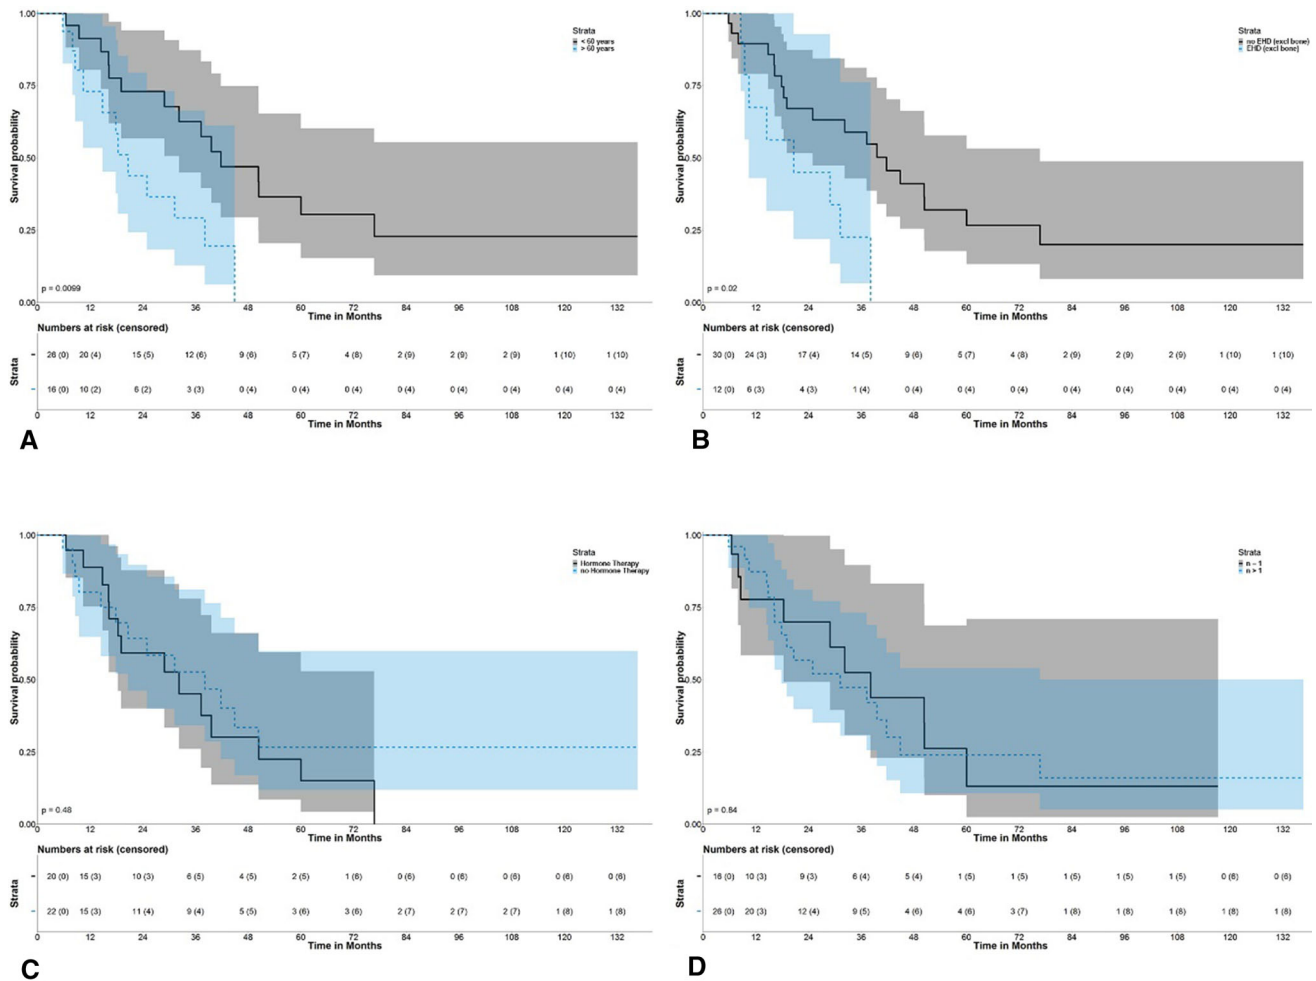 1.00
0.75
0.50
0.25
0.00
Survival probability
Strata
< 60 years
> 60 years
p = 0.0099
0 12 24 36 48 60 72 84 96 108 120 132
Time in Months
Numbers at risk (censored)
Strata
26 (0) 20 (4) 15 (5) 12 (6) 9 (6) 5 (7) 4 (8) 2 (9) 2 (9) 2 (9) 1 (10) 1 (10)
16 (0) 10 (2) 6 (2) 3 (3) 0 (4) 0 (4) 0 (4) 0 (4) 0 (4) 0 (4) 0 (4) 0 (4)
0 12 24 36 48 60 72 84 96 108 120 132
Time in Months
A
1.00
0.75
0.50
0.25
0.00
Survival probability
Strata
no EHD (excl bone)
EHD (excl bone)
p = 0.02
0 12 24 36 48 60 72 84 96 108 120 132
Time in Months
Numbers at risk (censored)
Strata
30 (0) 24 (3) 17 (4) 14 (5) 9 (6) 5 (7) 4 (8) 2 (9) 2 (9) 2 (9) 1 (10) 1 (10)
12 (0) 6 (3) 4 (3) 1 (4) 0 (4) 0 (4) 0 (4) 0 (4) 0 (4) 0 (4) 0 (4) 0 (4)
0 12 24 36 48 60 72 84 96 108 120 132
Time in Months
B
1.00
0.75
0.50
0.25
0.00
Survival probability
Strata
Hormone Therapy
no Hormone Therapy
p = 0.48
0 12 24 36 48 60 72 84 96 108 120 132
Time in Months
Numbers at risk (censored)
Strata
20 (0) 15 (3) 10 (3) 6 (5) 4 (5) 2 (5) 1 (6) 0 (6) 0 (6) 0 (6) 0 (6) 0 (6)
22 (0) 15 (3) 11 (4) 9 (4) 5 (5) 3 (6) 3 (6) 2 (7) 2 (7) 2 (7) 1 (8) 1 (8)
0 12 24 36 48 60 72 84 96 108 120 132
Time in Months
C
1.00
0.75
0.50
0.25
0.00
Survival probability
Strata
n = 1
n > 1
p = 0.84
0 12 24 36 48 60 72 84 96 108 120 132
Time in Months
Numbers at risk (censored)
Strata
16 (0) 10 (3) 9 (3) 6 (4) 5 (4) 1 (5) 1 (5) 1 (5) 1 (5) 1 (5) 0 (6) 0 (6)
26 (0) 20 (3) 12 (4) 9 (5) 4 (6) 4 (6) 3 (7) 1 (8) 1 (8) 1 (8) 1 (8) 1 (8)
0 12 24 36 48 60 72 84 96 108 120 132
Time in Months
D